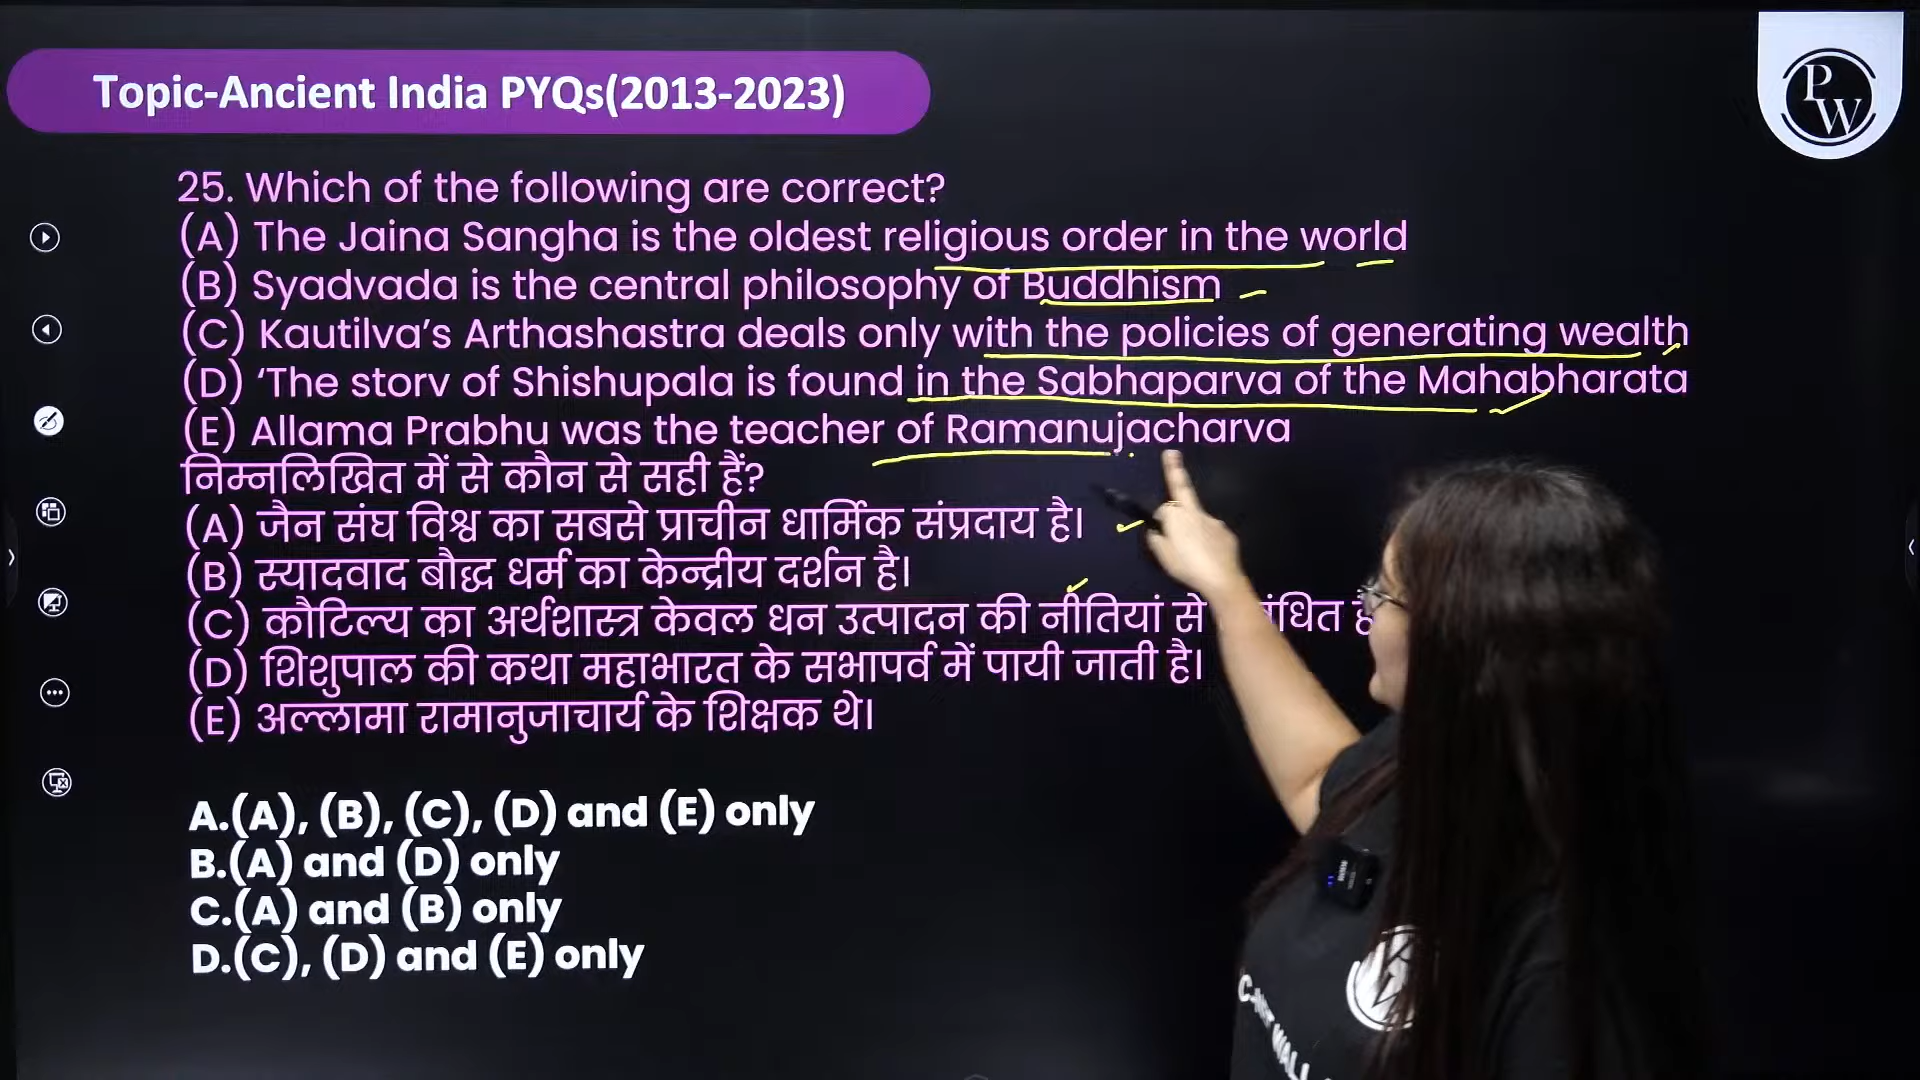 Topic-Ancient India PYQs(2013-2023)
P
W
25. Which of the following are correct?
(A) The Jaina Sangha is the oldest religious order in the world
(B) Syadvada is the central philosophy of Buddhism
(C) Kautilva’s Arthashastra deals only with the policies of generating wealth
(D) ‘The storv of Shishupala is found in the Sabhaparva of the Mahabharata
(E) Allama Prabhu was the teacher of Ramanujacharva
निम्नलिखित में से कौन से सही हैं?
(A) जैन संघ विश्व का सबसे प्राचीन धार्मिक संप्रदाय है।
(B) स्यादवाद बौद्ध धर्म का केन्द्रीय दर्शन है।
(C) कौटिल्य का अर्थशास्त्र केवल धन उत्पादन की नीतियां से
(D) शिशुपाल की कथा महाभारत के सभापर्व में पायी जाती है।
(E) अल्लामा रामानुजाचार्य के शिक्षक थे।
A.(A), (B), (C), (D) and (E) only
B.(A) and (D) only
C.(A) and (B) only
D.(C), (D) and (E) only